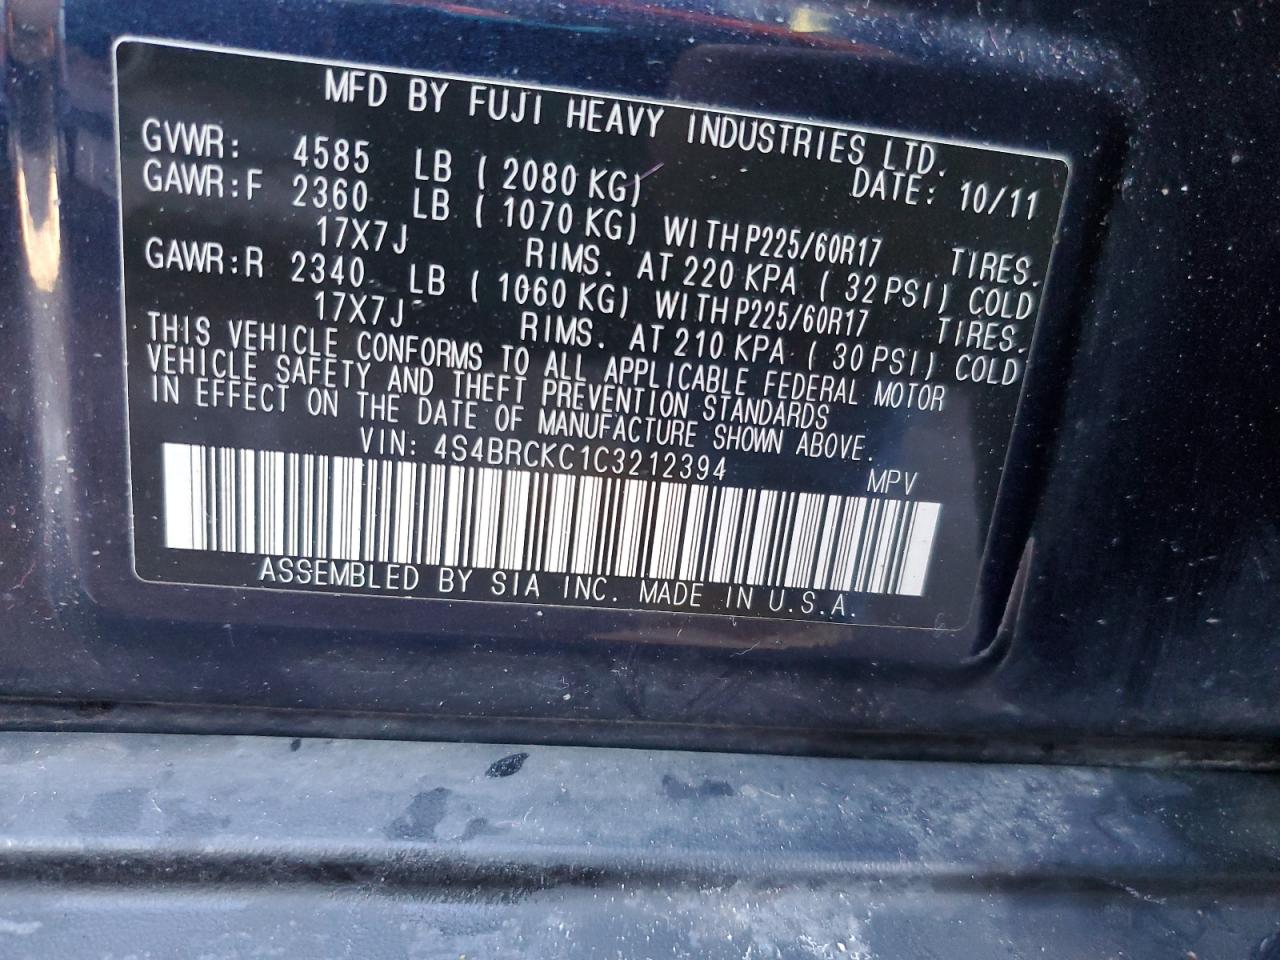 MFD BY FUJI HEAVY INDUSTRIES LTD.
GVWR: 4585 LB ( 2080 KG) DATE: 10/11
GAWR:F 2360 LB ( 1070 KG) WITH P225/60R17 TIRES.
17X7J RIMS. AT 220 KPA ( 32 PSI) COLD
GAWR:R 2340 LB ( 1060 KG) WITH P225/60R17 TIRES.
17X7J RIMS. AT 210 KPA ( 30 PSI) COLD
THIS VEHICLE CONFORMS TO ALL APPLICABLE FEDERAL MOTOR
VEHICLE SAFETY AND THEFT PREVENTION STANDARDS
IN EFFECT ON THE DATE OF MANUFACTURE SHOWN ABOVE.
VIN: 4S4BRCKC1C3212394 MPV
ASSEMBLED BY SIA INC. MADE IN U.S.A.